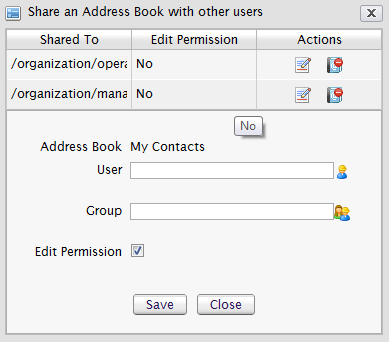 Share an Address Book with other users
Shared To Edit Permission Actions
/organization/opera No
/organization/mana No
No
Address Book My Contacts
User
Group
Edit Permission
Save Close